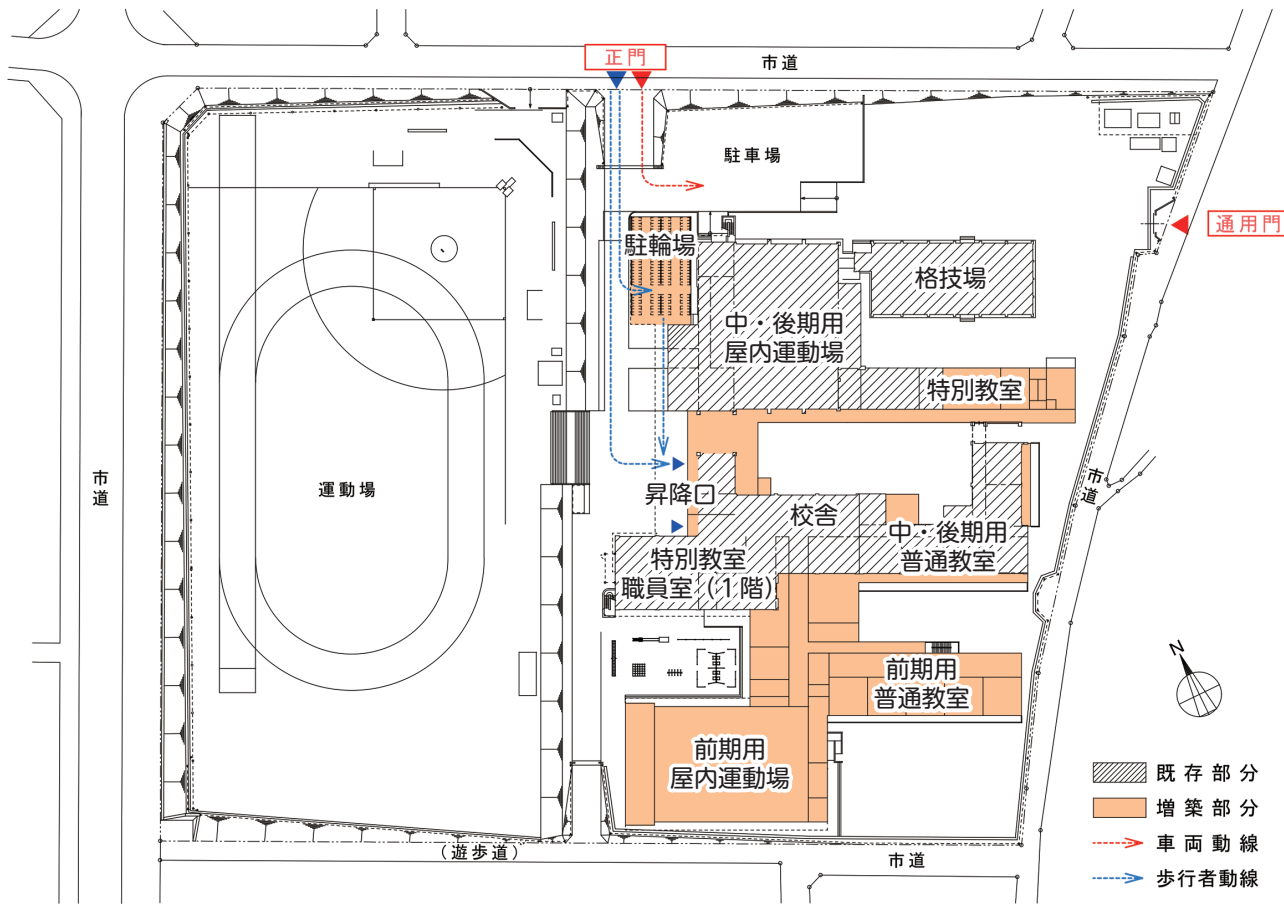 正門
市道
駐車場
通用門
駐輪場
格技場
中・後期用
屋内運動場
特別教室
市道
運動場
市道
昇降口
校舎
中・後期用
普通教室
特別教室
職員室（1階）
N
前期用
普通教室
前期用
屋内運動場
既存部分
増築部分
車両動線
歩行者動線
（遊歩道）
市道